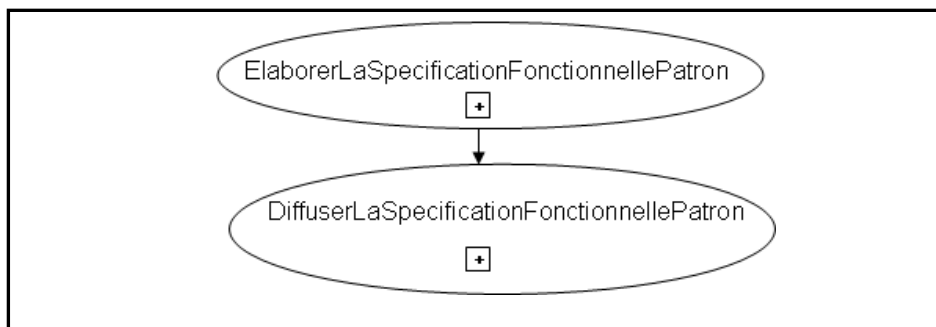 ElaborerLaSpecificationFonctionnellePatron
+
DiffuserLaSpecificationFonctionnellePatron
+